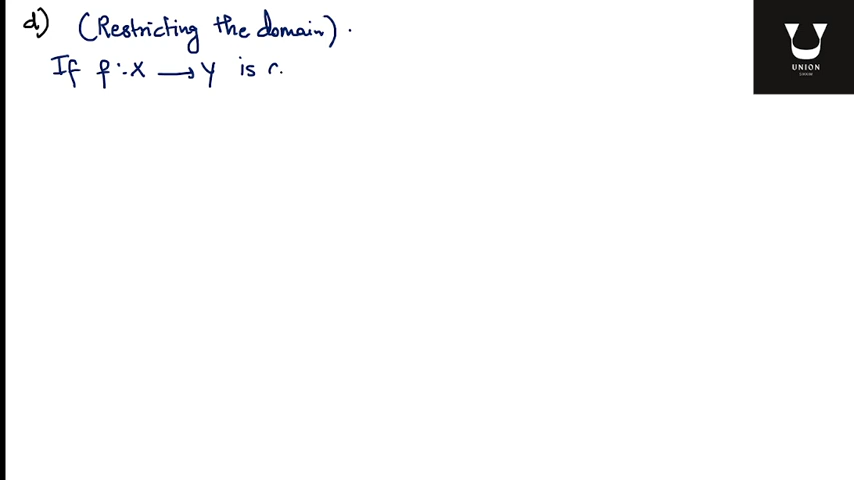 d) (Restricting the domain).
If f: X → Y is c
UNION